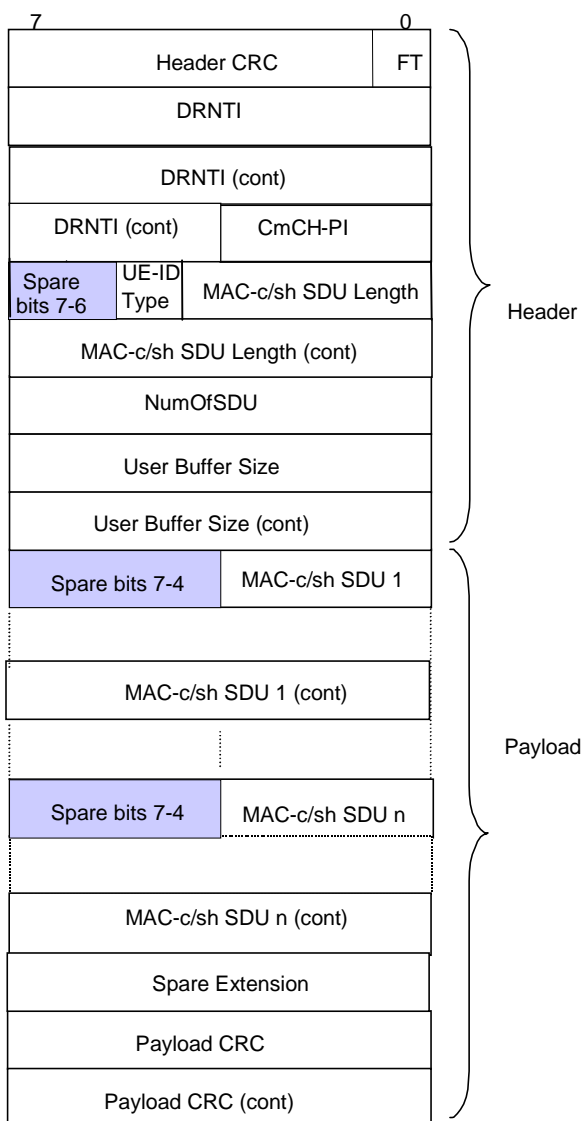 7 0
Header CRC FT
DRNTI
DRNTI (cont)
DRNTI (cont) CmCH-PI
Spare bits 7-6 UE-ID Type MAC-c/sh SDU Length
MAC-c/sh SDU Length (cont)
NumOfSDU
User Buffer Size
User Buffer Size (cont)
Header
Spare bits 7-4 MAC-c/sh SDU 1
MAC-c/sh SDU 1 (cont)
Spare bits 7-4 MAC-c/sh SDU n
MAC-c/sh SDU n (cont)
Spare Extension
Payload CRC
Payload CRC (cont)
Payload